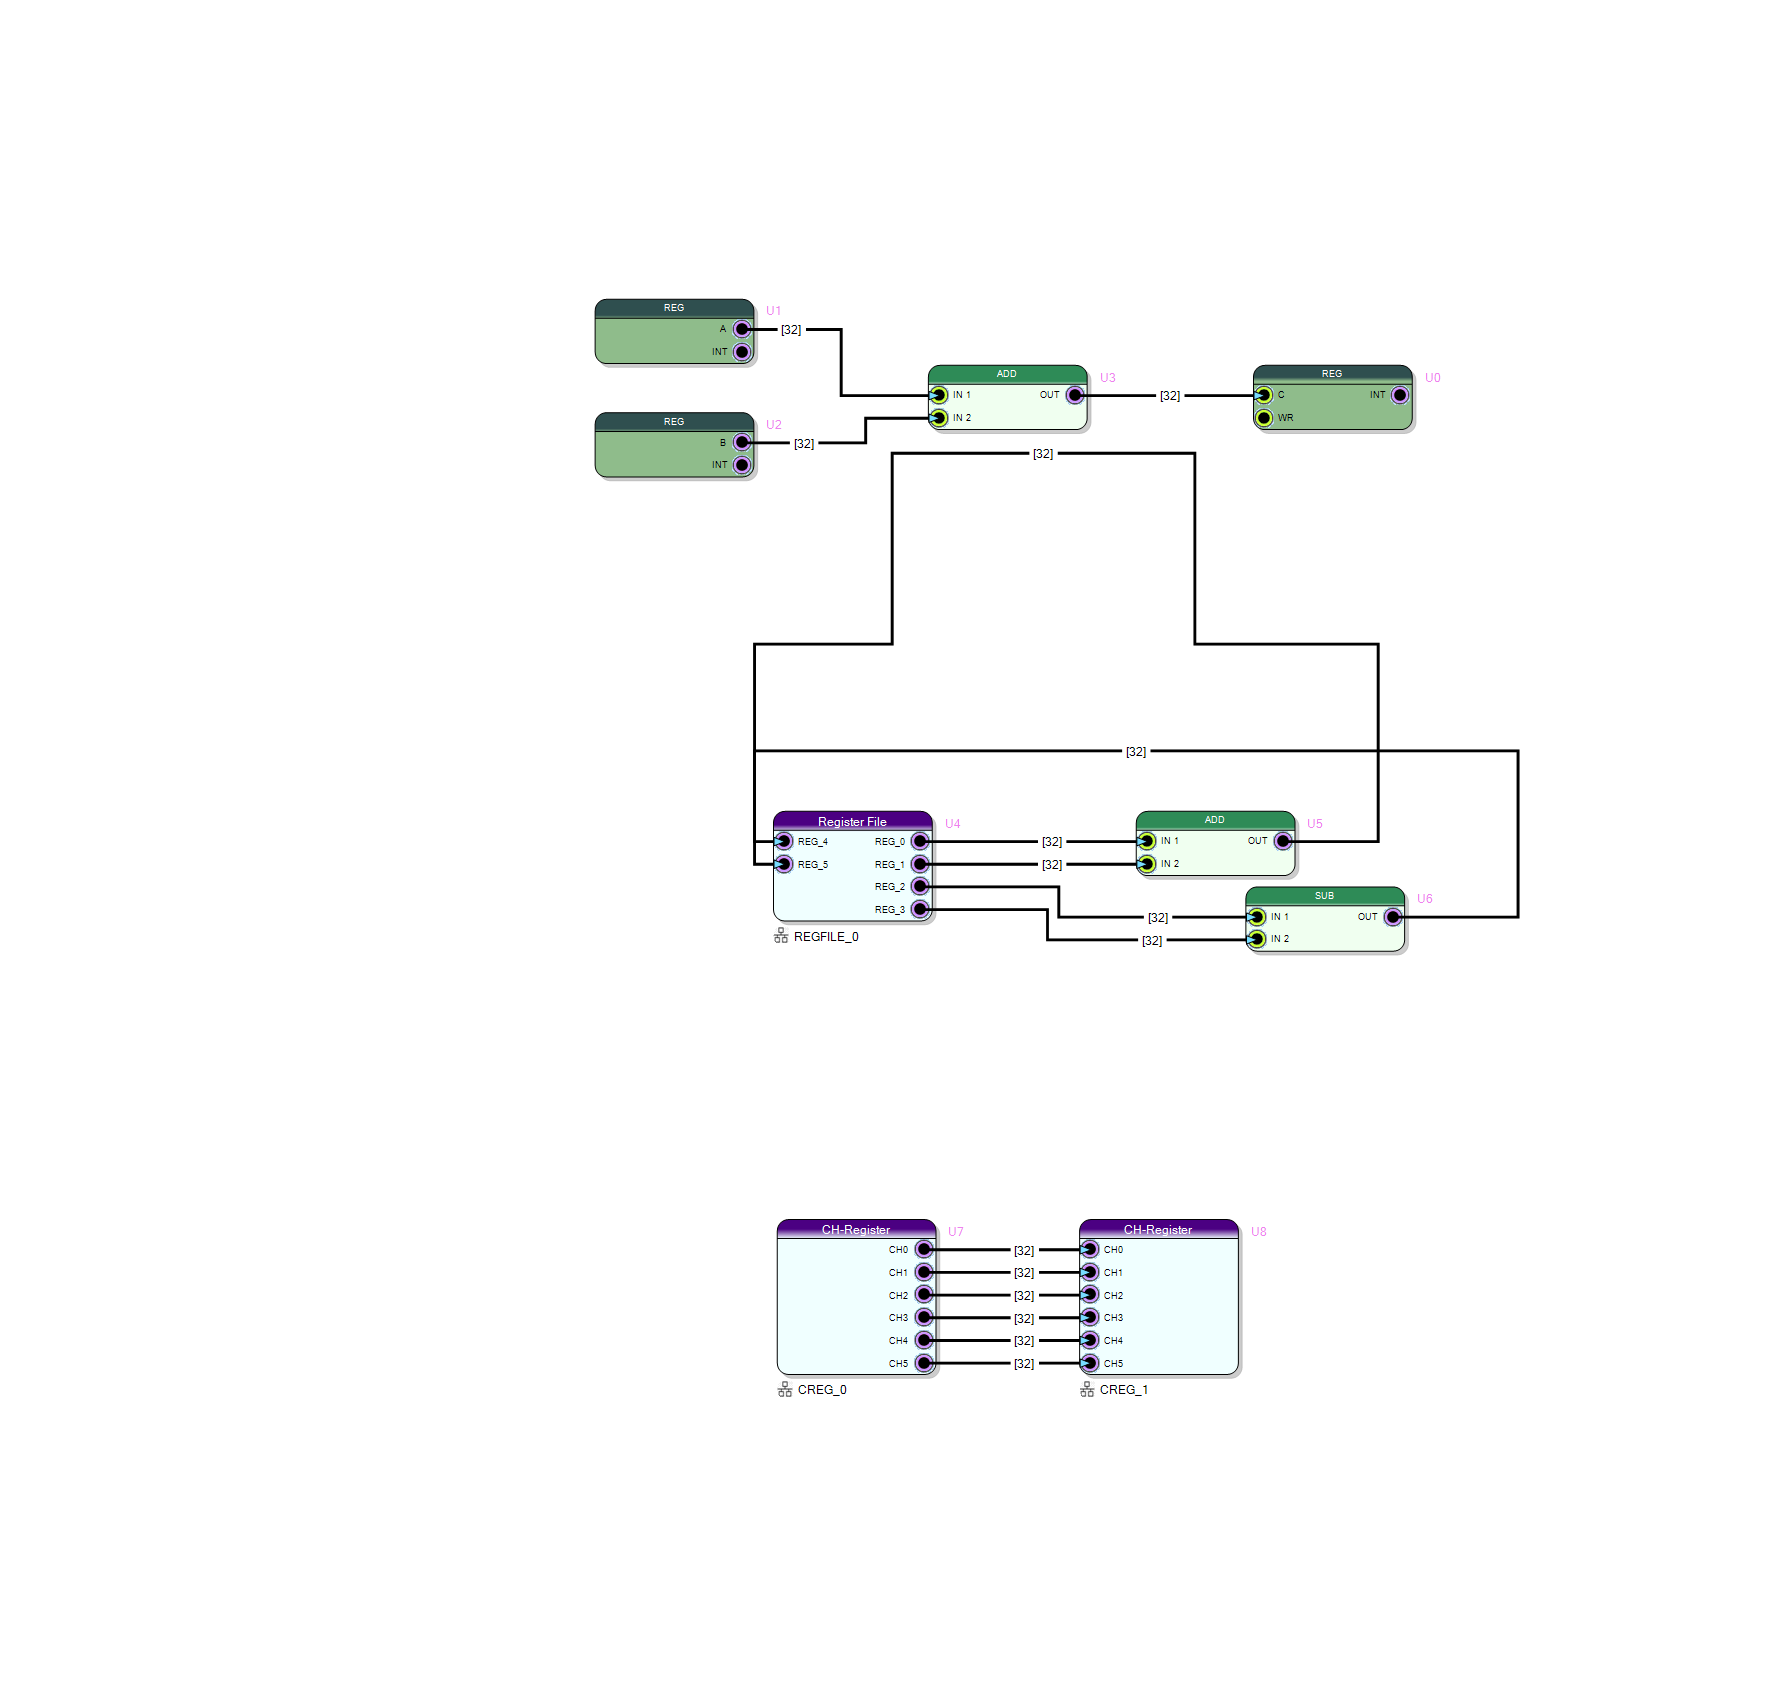 REG
U1
A
[32]
INT
REG
U2
B
[32]
INT
ADD
U3
IN 1
OUT
IN 2
[32]
REG
U0
C
INT
WR
[32]
[32]
Register File
U4
REG_4
REG_0
REG_5
REG_1
REG_2
REG_3
REGFILE_0
[32]
[32]
[32]
[32]
ADD
U5
IN 1
OUT
IN 2
SUB
U6
IN 1
OUT
IN 2
CH-Register
U7
CH0
CH1
CH2
CH3
CH4
CH5
CREG_0
[32]
[32]
[32]
[32]
[32]
[32]
CH-Register
U8
CH0
CH1
CH2
CH3
CH4
CH5
CREG_1